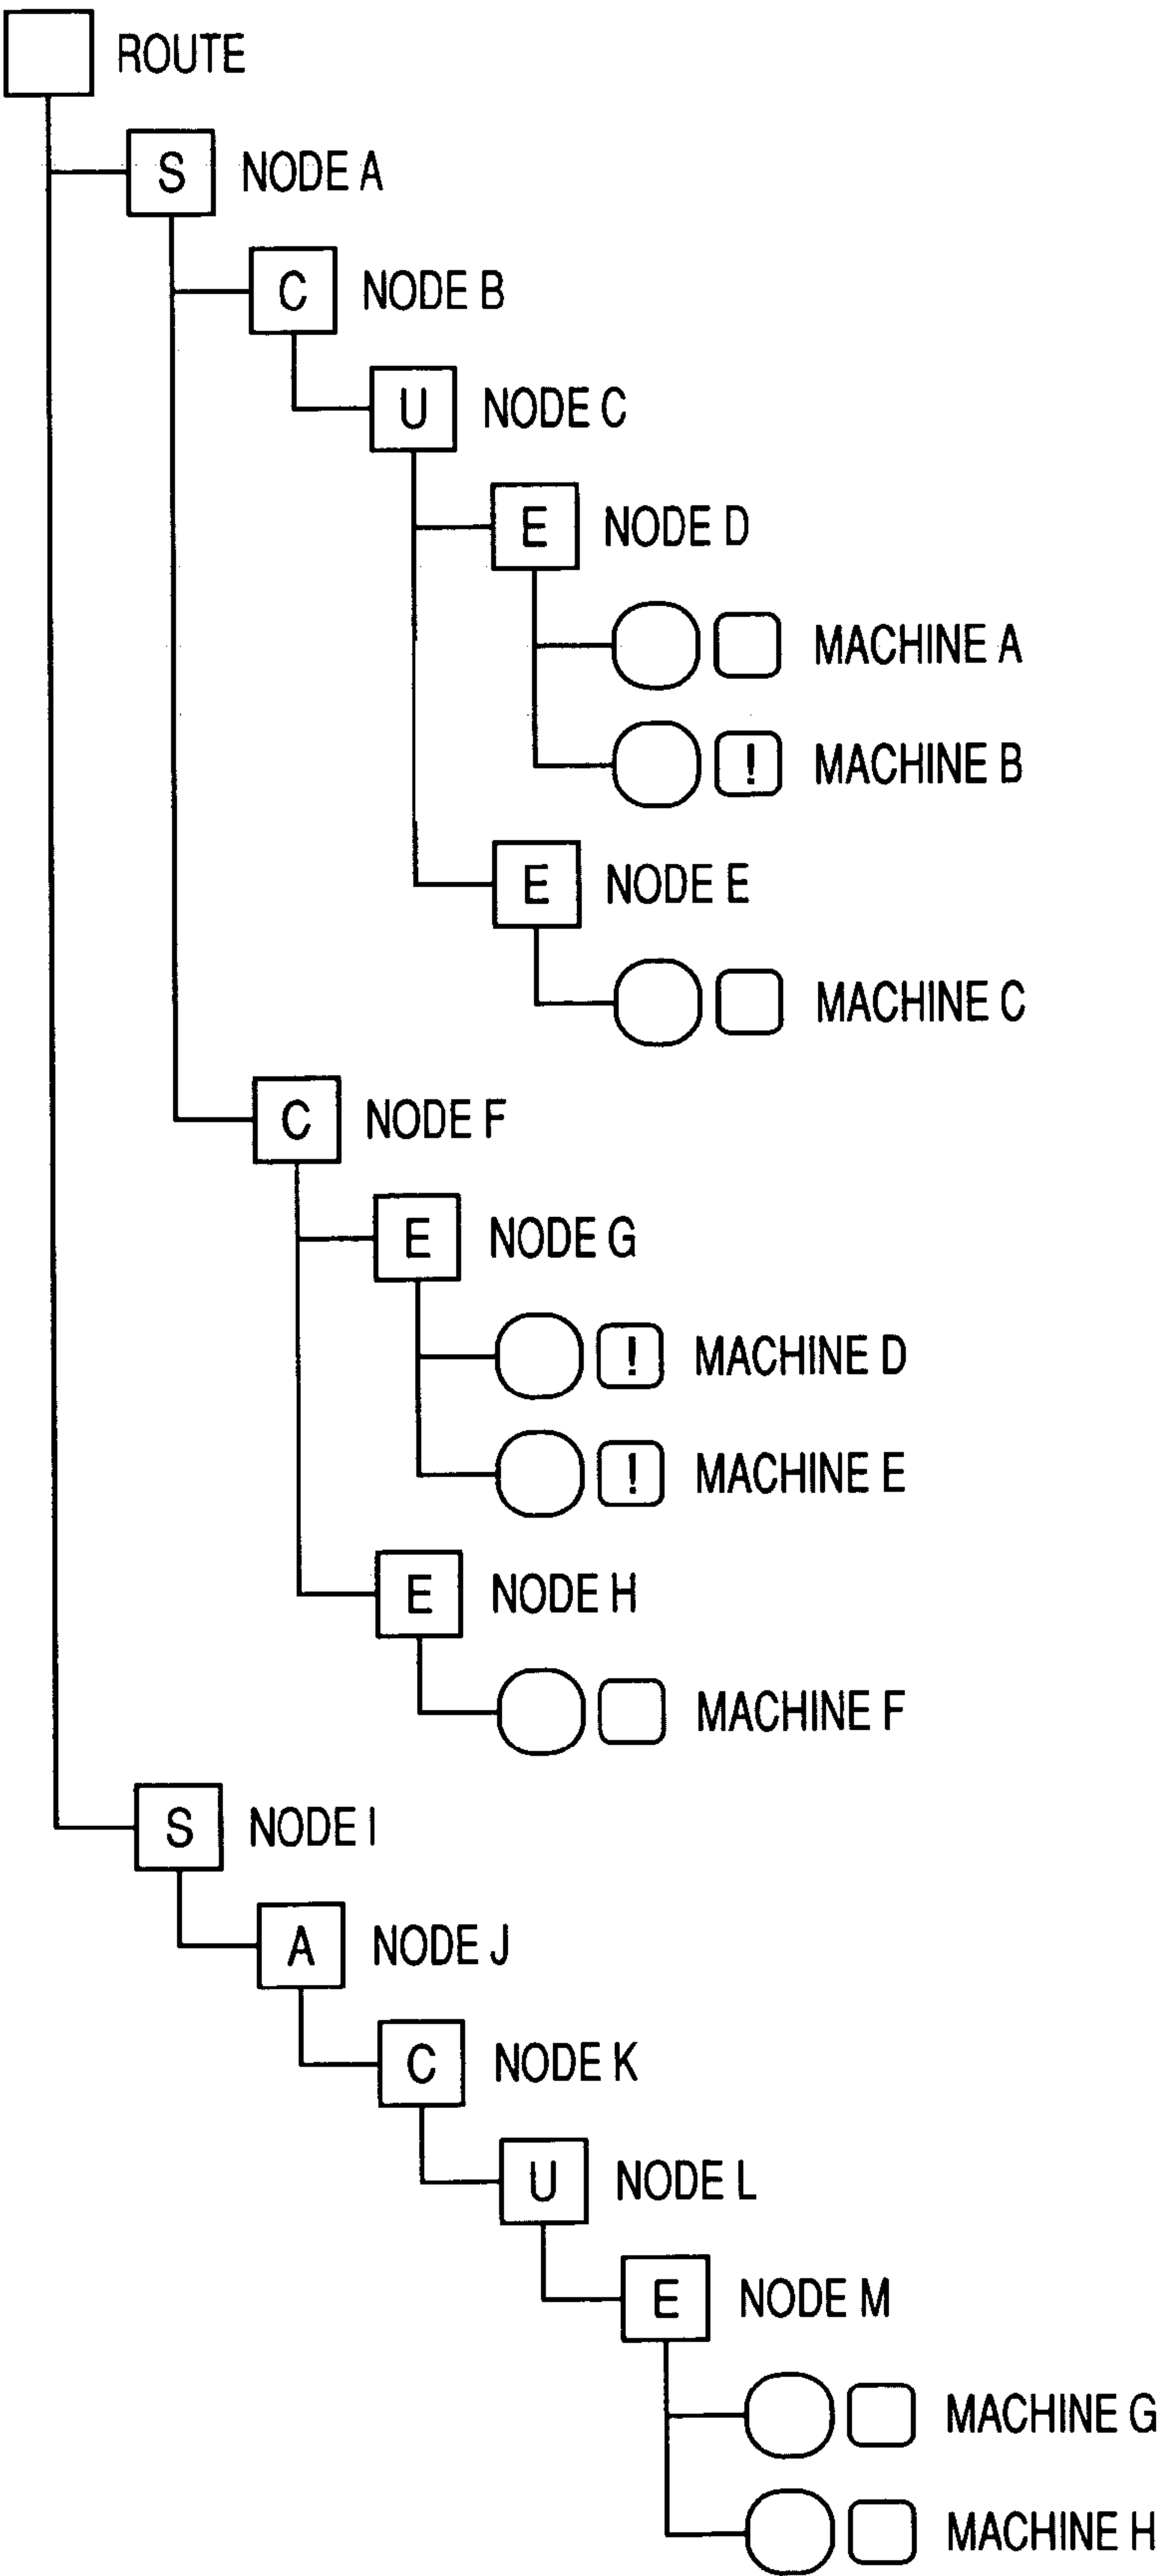 ROUTE
S NODE A
C NODE B
U NODE C
E NODE D
MACHINE A
! MACHINE B
E NODE E
MACHINE C
C NODE F
E NODE G
! MACHINE D
! MACHINE E
E NODE H
MACHINE F
S NODE I
A NODE J
C NODE K
U NODE L
E NODE M
MACHINE G
MACHINE H